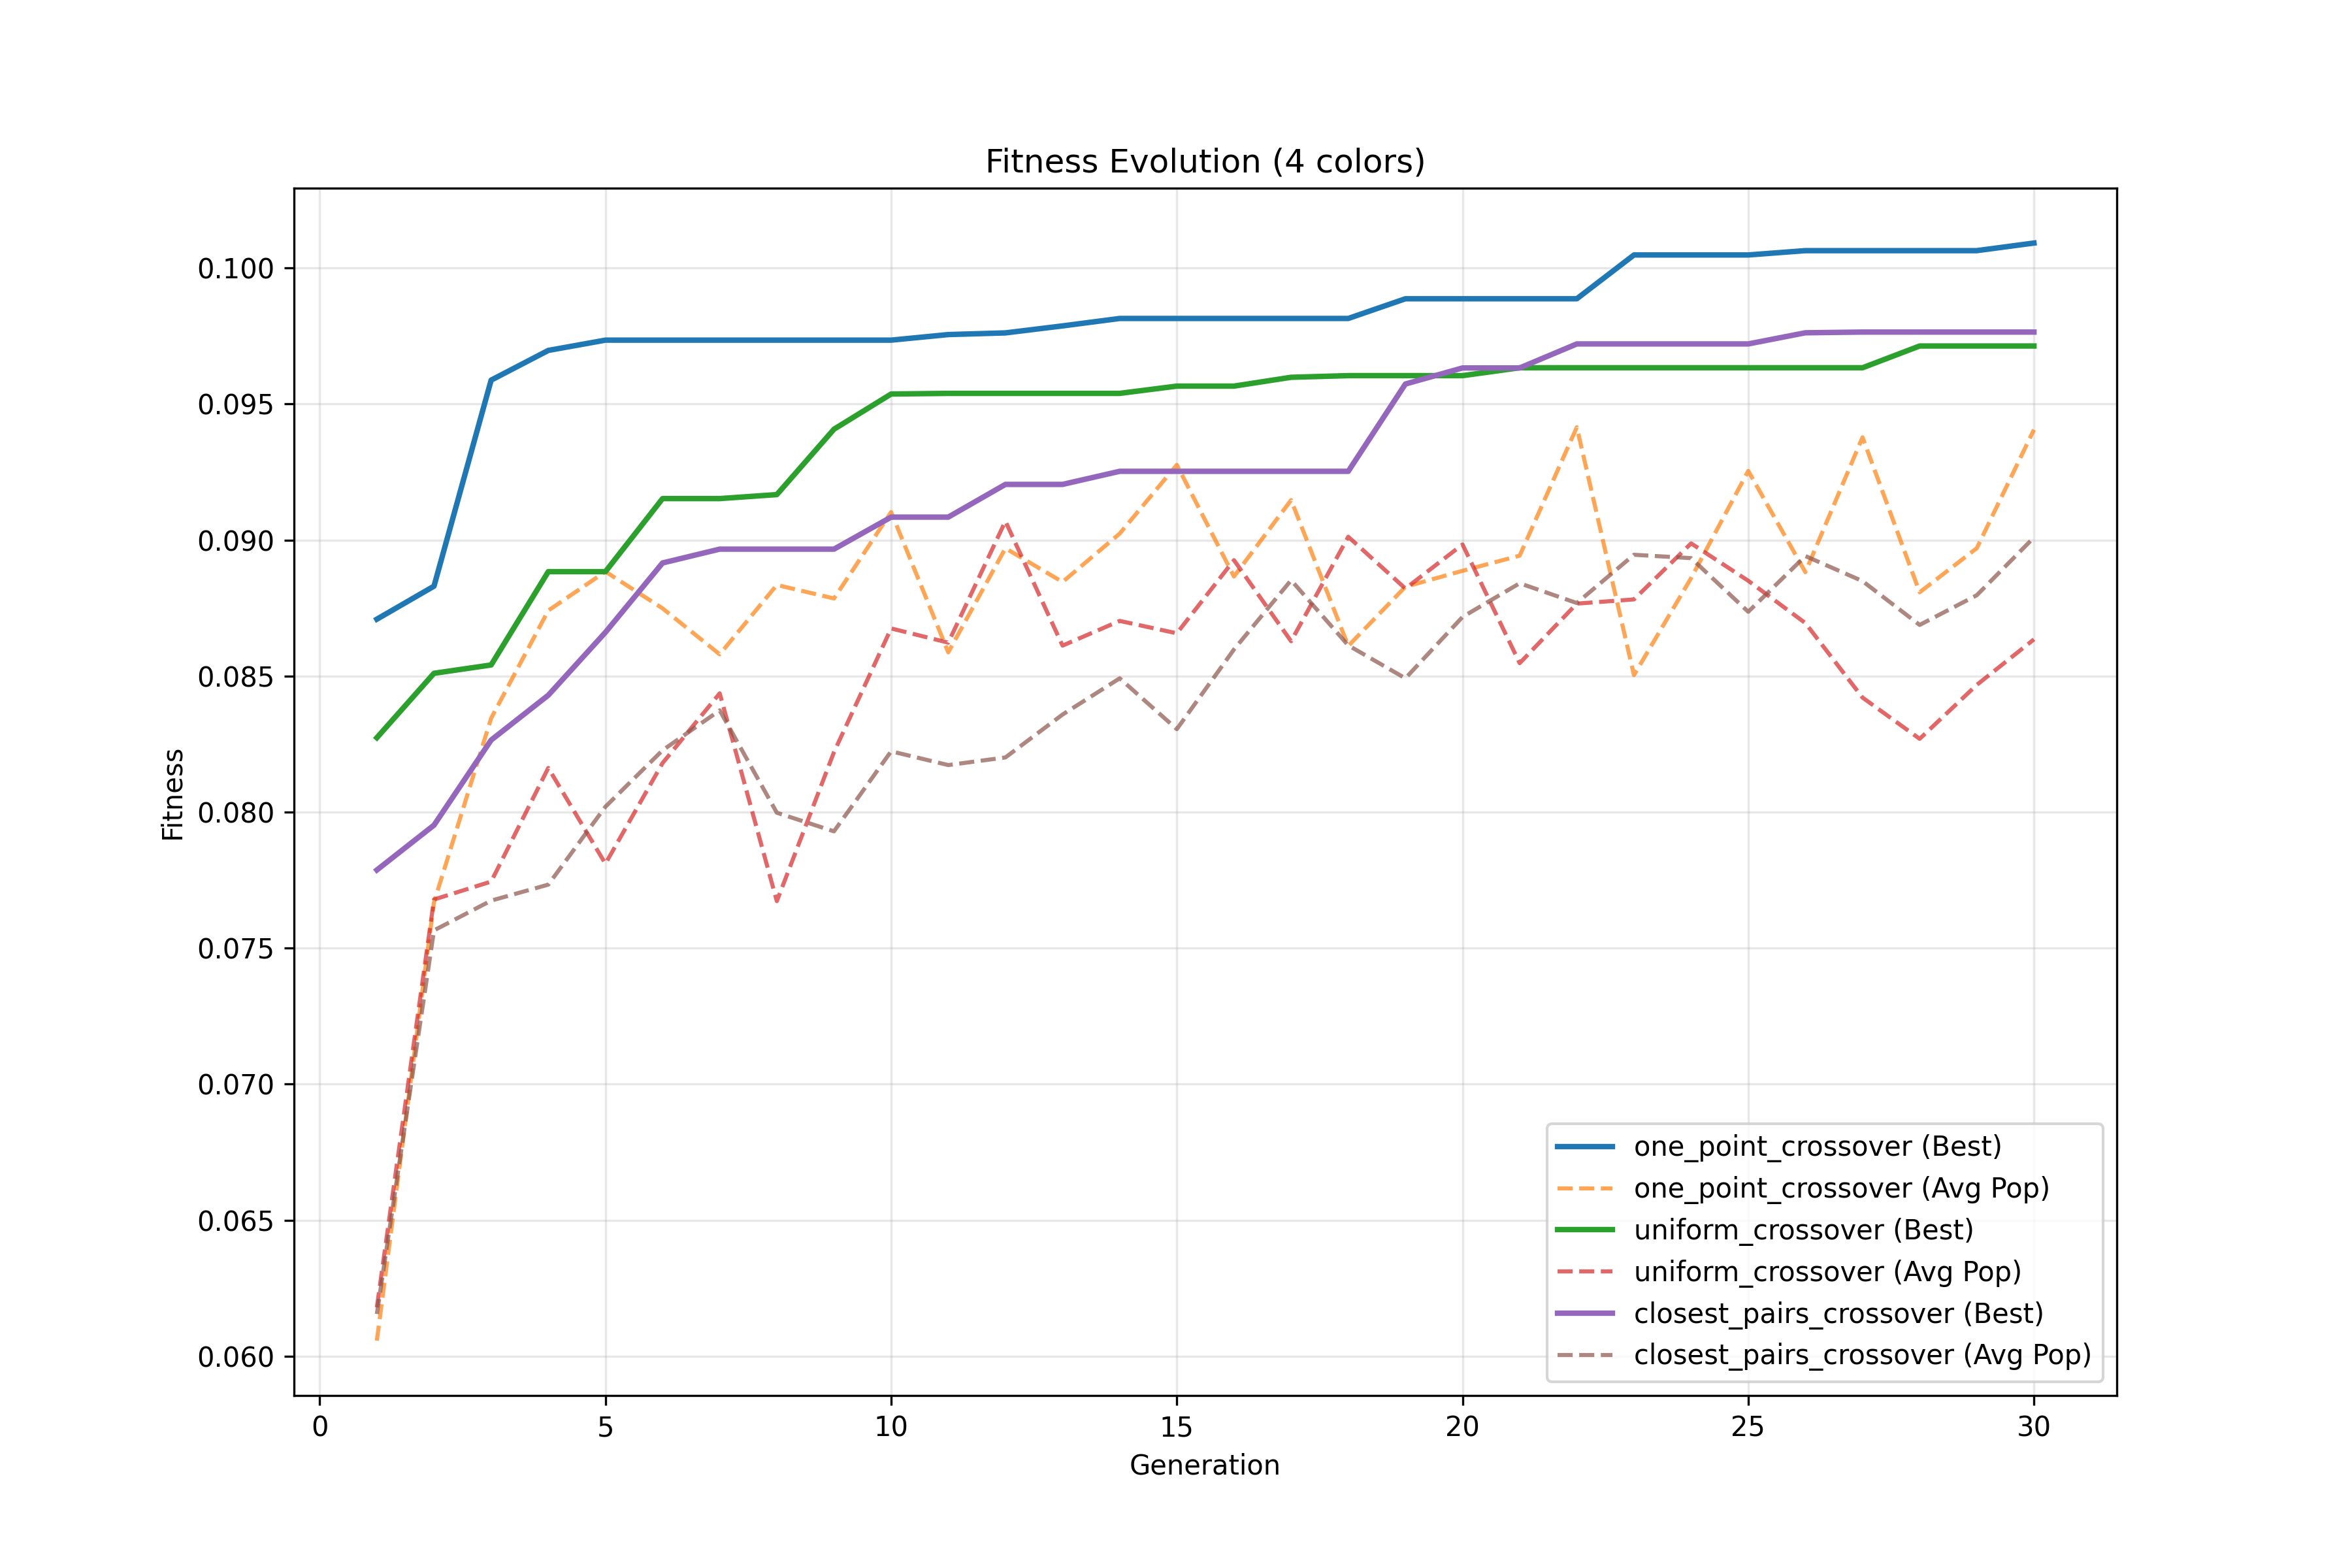 Fitness Evolution (4 colors)
0.100
0.095
0.090
0.085
0.080
0.075
0.070
0.065
0.060
Fitness
0 5 10 15 20 25 30
Generation
one_point_crossover (Best)
one_point_crossover (Avg Pop)
uniform_crossover (Best)
uniform_crossover (Avg Pop)
closest_pairs_crossover (Best)
closest_pairs_crossover (Avg Pop)